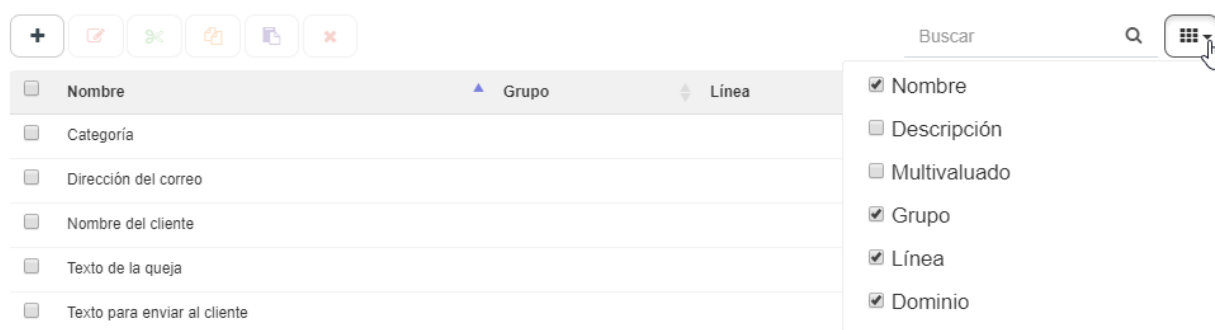 Buscar
Nombre Grupo Línea
Categoría
Dirección del correo
Nombre del cliente
Texto de la queja
Texto para enviar al cliente
Nombre
Descripción
Multivaluado
Grupo
Línea
Dominio